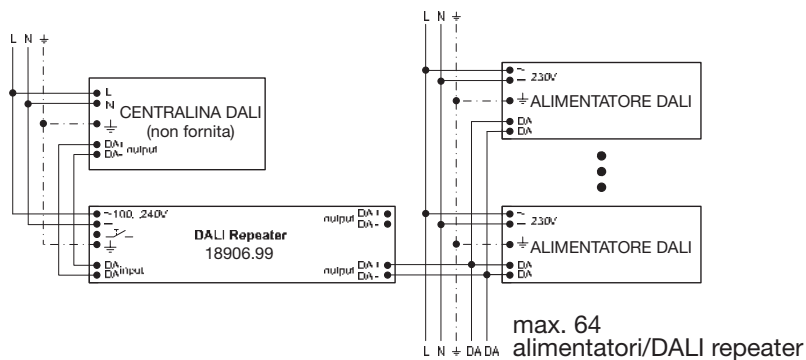 L N ⏚
L
N
⏚
CENTRALINA DALI
(non fornita)
DA+
DA-
output
~100..240V
DALI Repeater
18906.99
output DA+
DA-
⏚
DA
DA
input
output DA+
DA-
L N ⏚
~
230V
⏚ ALIMENTATORE DALI
DA
DA
~
230V
⏚ ALIMENTATORE DALI
DA
DA
L N ⏚ DA DA
max. 64
alimentatori/DALI repeater